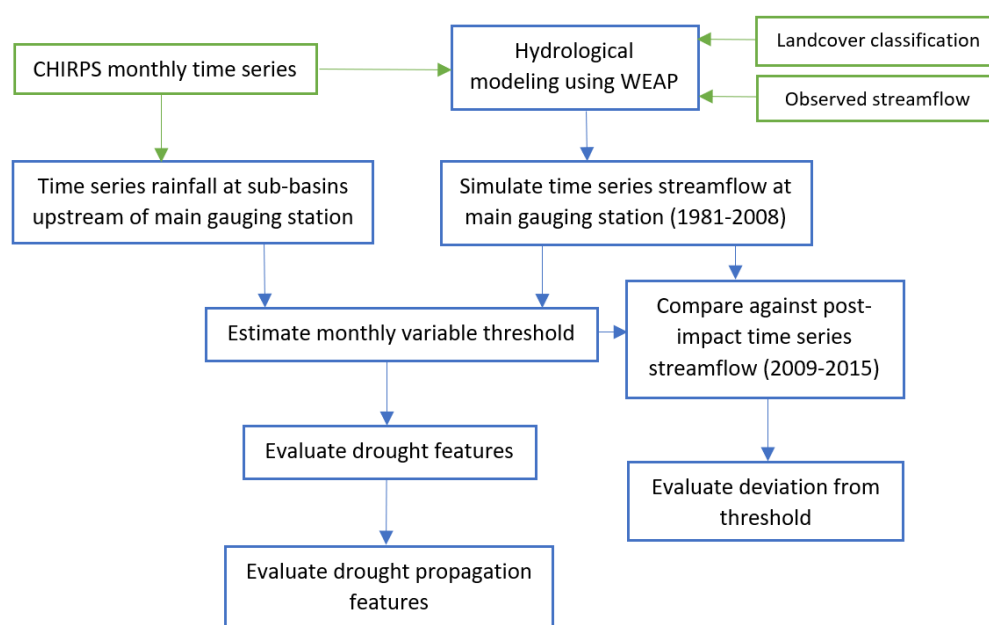 CHIRPS monthly time series
Hydrological
modeling using WEAP
Landcover classification
Observed streamflow
Time series rainfall at sub-basins
upstream of main gauging station
Simulate time series streamflow at
main gauging station (1981-2008)
Estimate monthly variable threshold
Compare against post-
impact time series
streamflow (2009-2015)
Evaluate drought features
Evaluate deviation from
threshold
Evaluate drought propagation
features